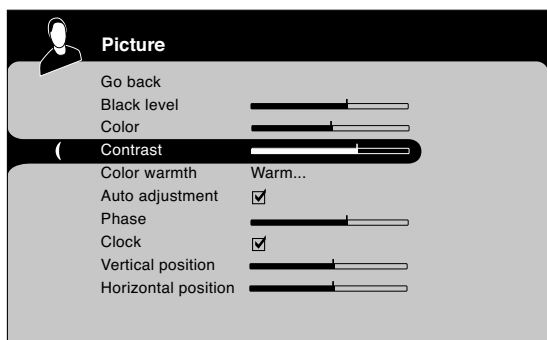 Picture
Go back
Black level
Color
Contrast
Color warmth Warm...
Auto adjustment
Phase
Clock
Vertical position
Horizontal position